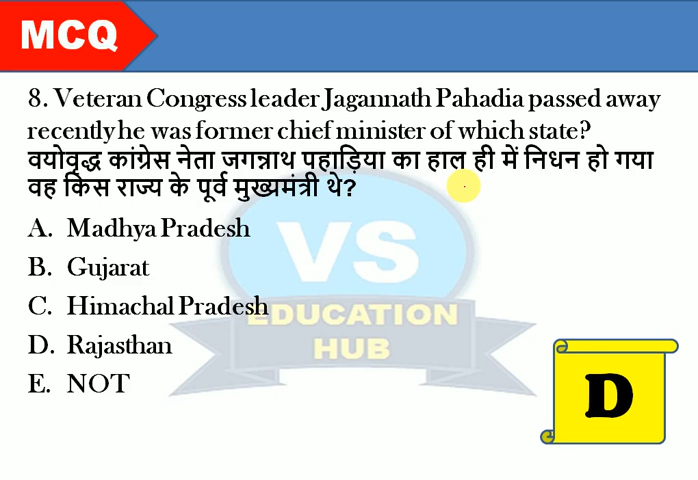 MCQ
8. Veteran Congress leader Jagannath Pahadia passed away
recently he was former chief minister of which state?
वयोवृद्ध कांग्रेस नेता जगन्नाथ पहाड़िया का हाल ही में निधन हो गया
वह किस राज्य के पूर्व मुख्यमंत्री थे?
A. Madhya Pradesh
B. Gujarat
C. Himachal Pradesh
D. Rajasthan
E. NOT
VS
EDUCATION
HUB
D